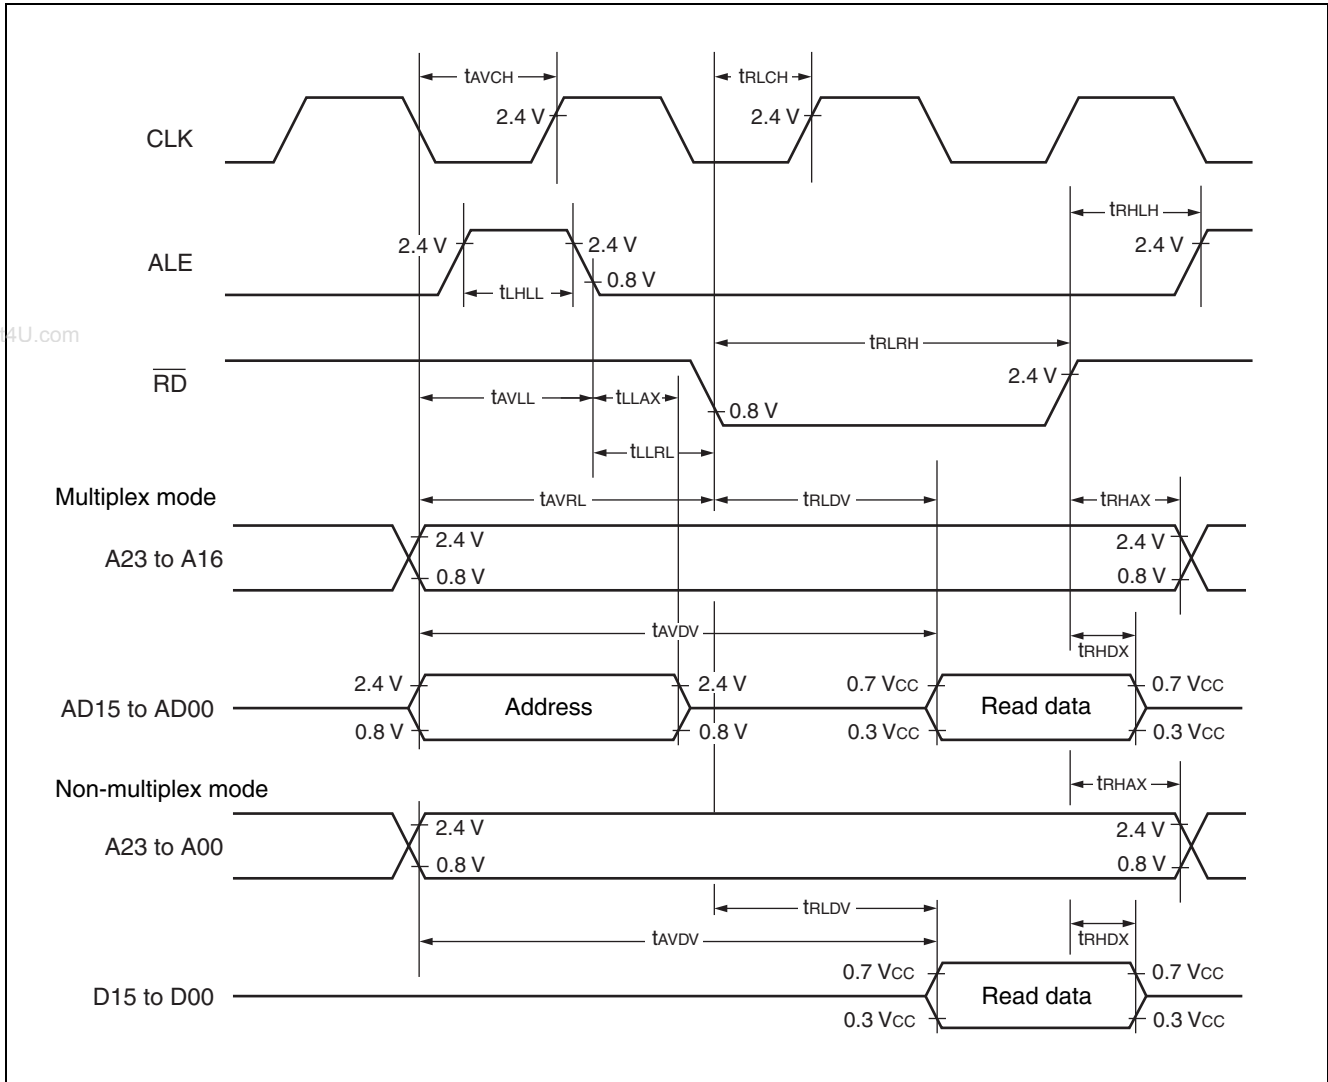 tAVCH tRLCH
2.4 V 2.4 V
CLK
tRHLH
2.4 V 2.4 V 2.4 V
ALE
0.8 V
tLHLL
t4U.com
tRLRH
RD
2.4 V
tAVLL tLLAX
0.8 V
tLLRL
Multiplex mode
tAVRL tRLDV tRHAX
2.4 V 2.4 V
A23 to A16
0.8 V 0.8 V
tAVDV
tRHDX
2.4 V 2.4 V 0.7 VCC 0.7 VCC
AD15 to AD00 Address Read data
0.8 V 0.8 V 0.3 VCC 0.3 VCC
Non-multiplex mode
tRHAX
2.4 V 2.4 V
A23 to A00
0.8 V 0.8 V
tRLDV
tAVDV tRHDX
0.7 VCC 0.7 VCC
D15 to D00 Read data
0.3 VCC 0.3 VCC